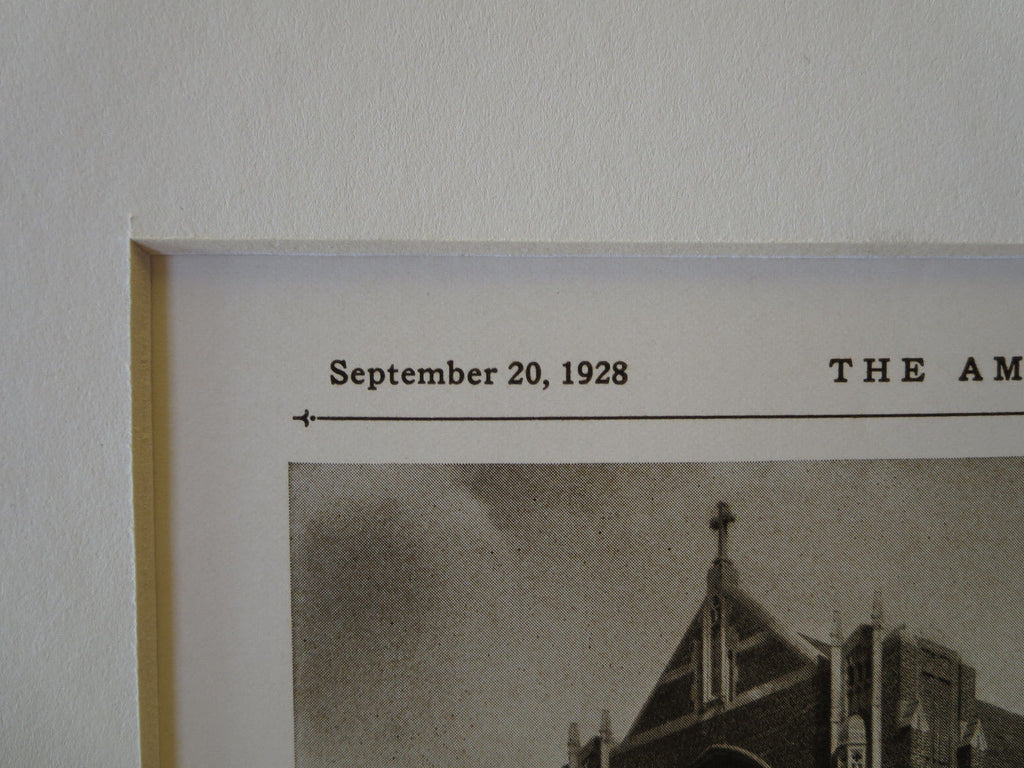 September 20, 1928 THE AM